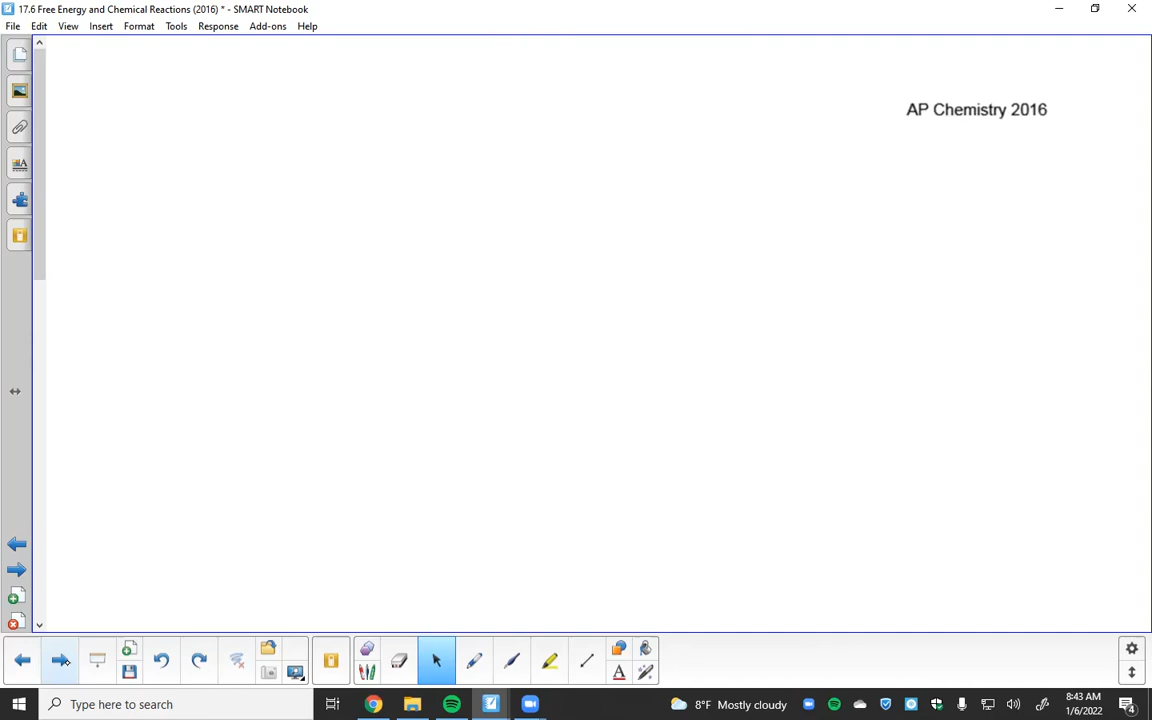 17.6 Free Energy and Chemical Reactions (2016) * - SMART Notebook
File Edit View Insert Format Tools Response Add-ons Help
AP Chemistry 2016
Type here to search
8°F Mostly cloudy
8:43 AM
1/6/2022
4